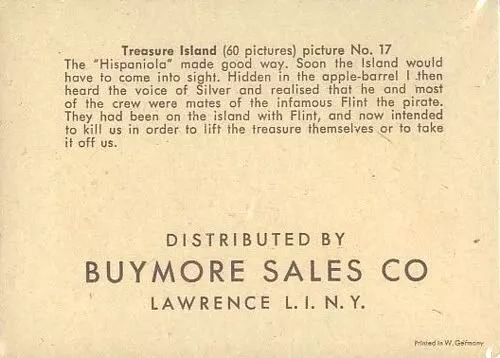 Treasure Island (60 pictures) picture No. 17
The "Hispaniola" made good way. Soon the Island would
have to come into sight. Hidden in the apple-barrel I .then
heard the voice of Silver and realised that he and most
of the crew were mates of the infamous Flint the pirate.
They had been on the island with Flint, and now intended
to kill us in order to lift the treasure themselves or to take
it off us.
DISTRIBUTED BY
BUYMORE SALES CO
LAWRENCE L. I. N. Y.
Printed in W. Germany